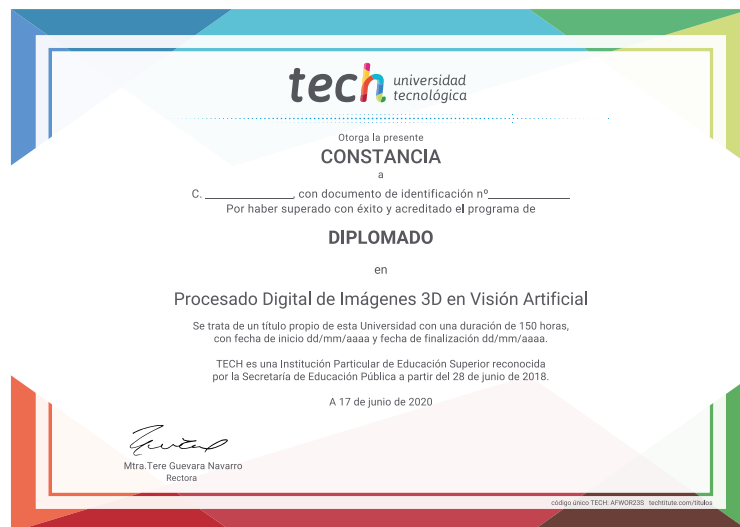 tech universidad
tecnológica
Otorga la presente
CONSTANCIA
a
C. ______________, con documento de identificación nº_____________
Por haber superado con éxito y acreditado el programa de
DIPLOMADO
en
Procesado Digital de Imágenes 3D en Visión Artificial
Se trata de un título propio de esta Universidad con una duración de 150 horas,
con fecha de inicio dd/mm/aaaa y fecha de finalización dd/mm/aaaa.
TECH es una Institución Particular de Educación Superior reconocida
por la Secretaría de Educación Pública a partir del 28 de junio de 2018.
A 17 de junio de 2020
Mtra.Tere Guevara Navarro
Rectora
código único TECH: AFWOR23S techtitute.com/titulos